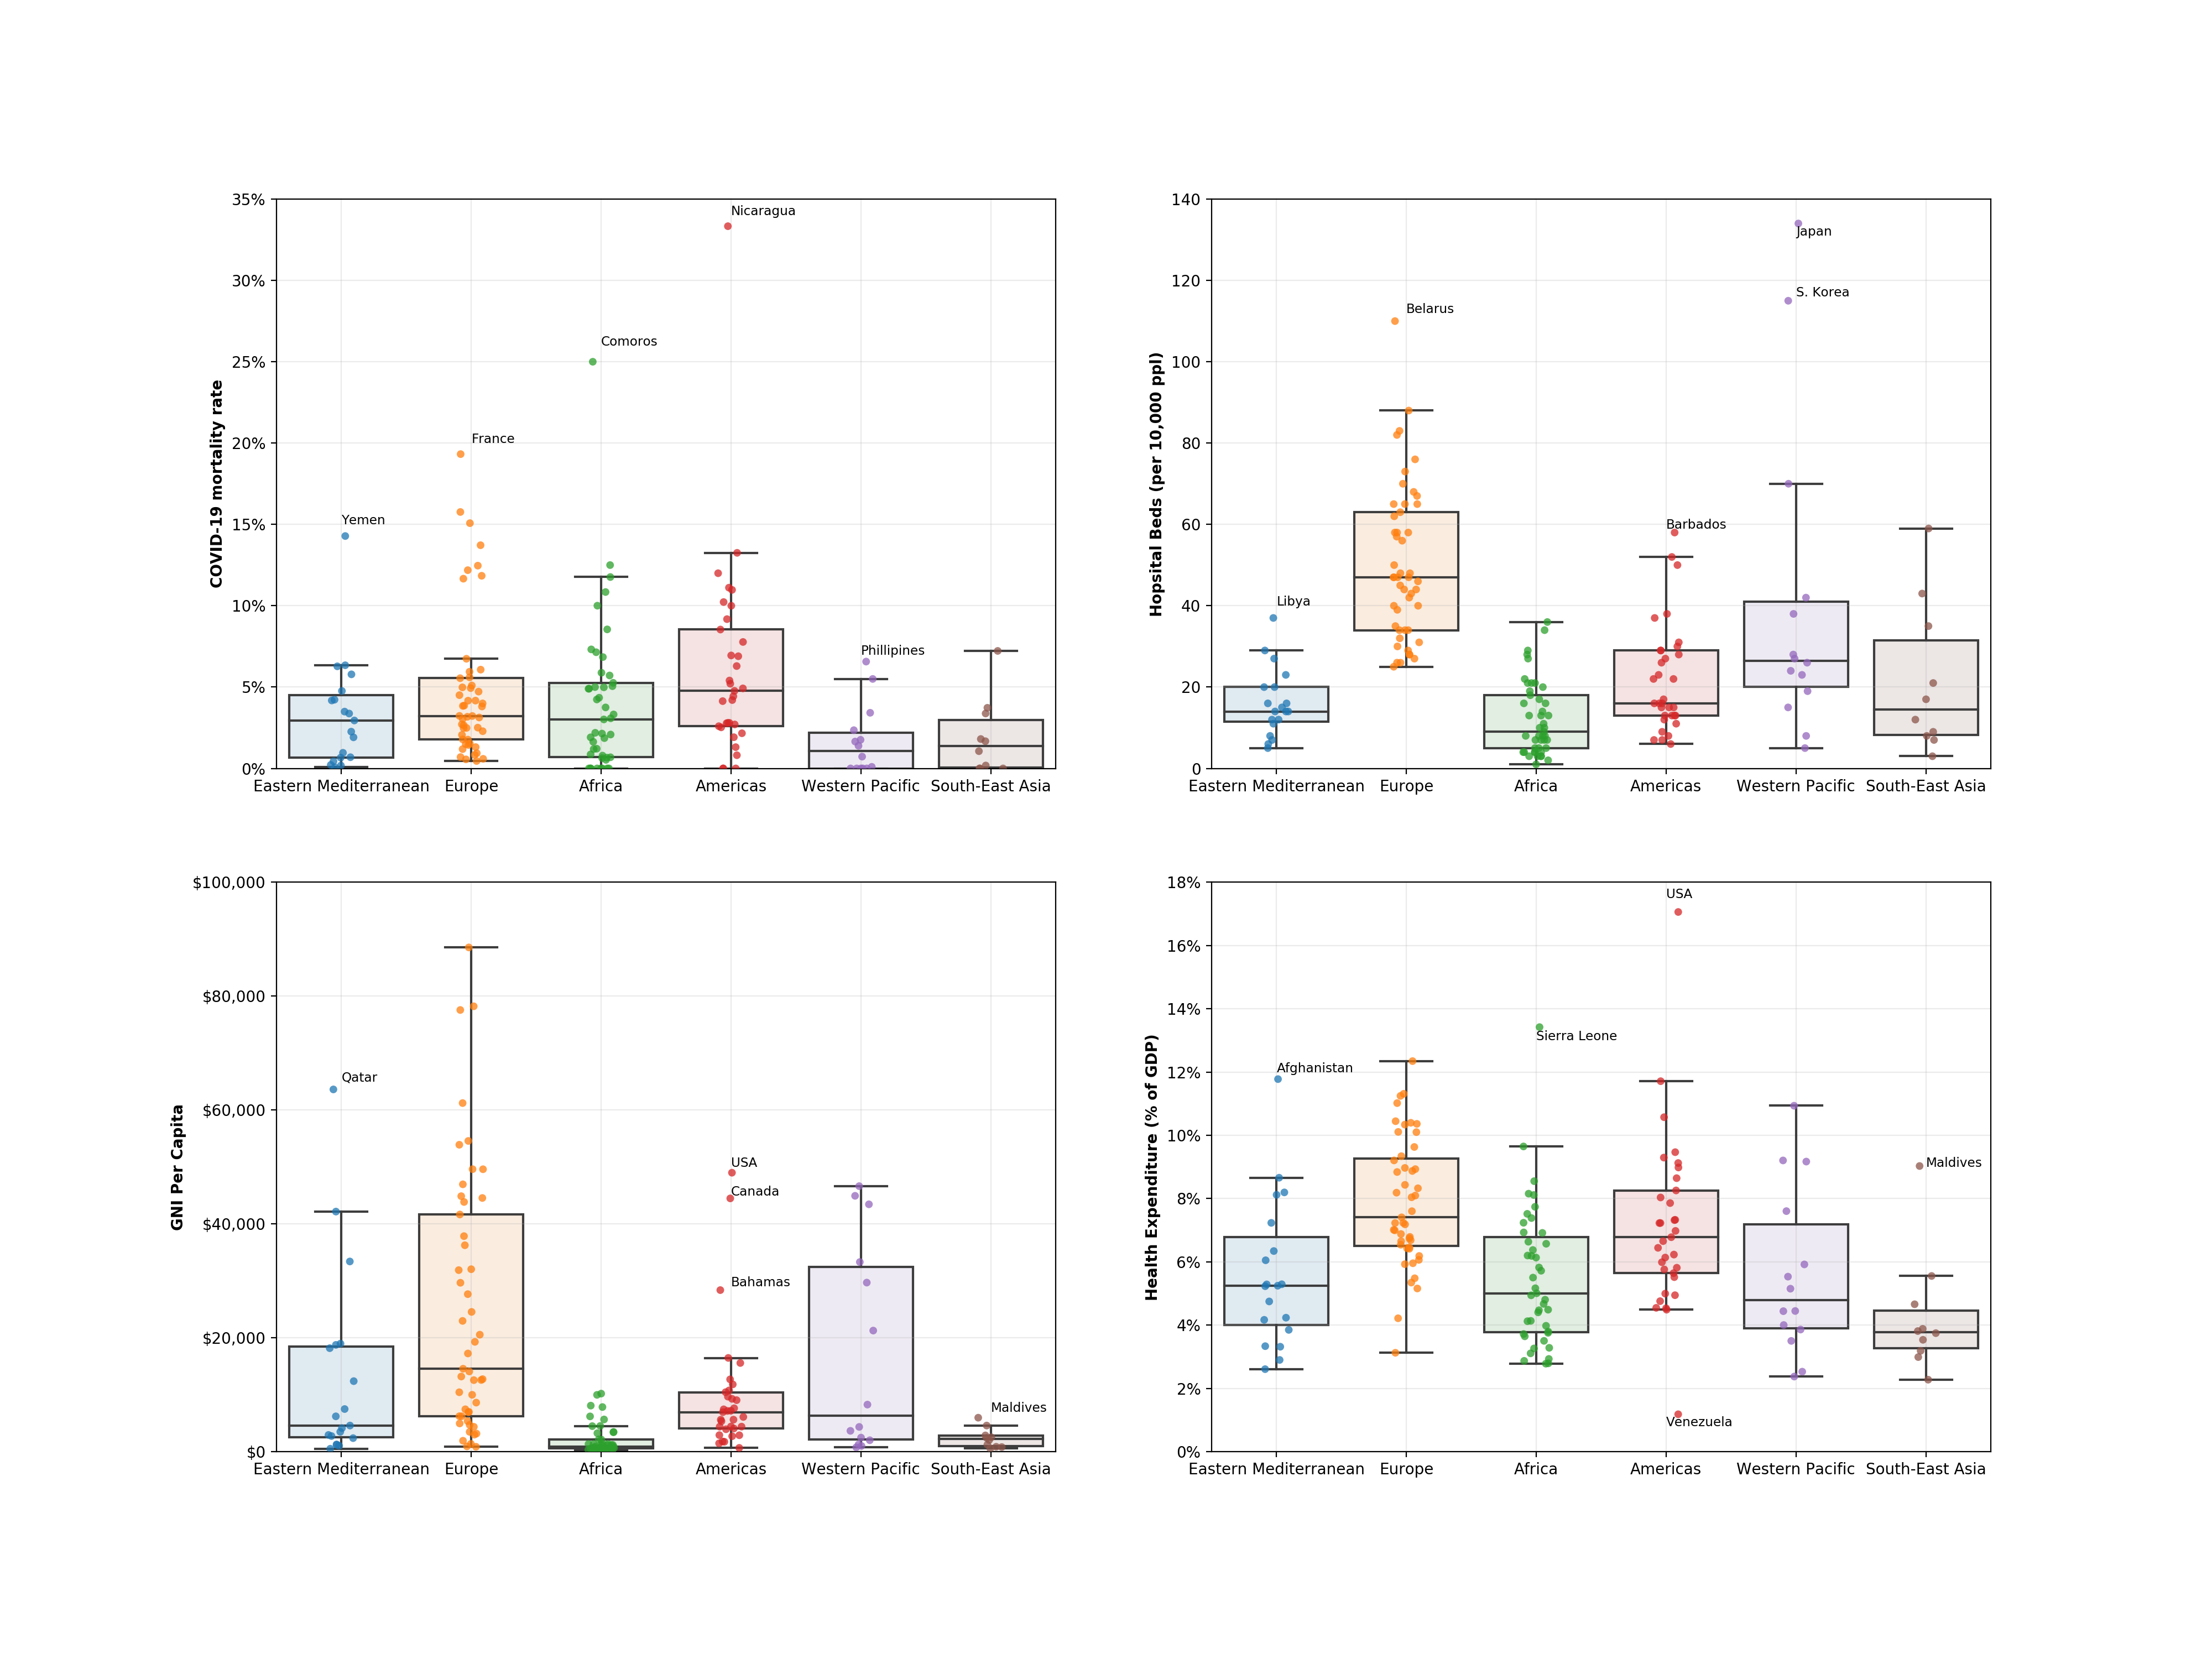 35%
30%
25%
20%
15%
10%
5%
0%
COVID-19 mortality rate
Nicaragua
Comoros
France
Yemen
Phillipines
Eastern Mediterranean Europe Africa Americas Western Pacific South-East Asia
140
120
100
80
60
40
20
0
Hopsital Beds (per 10,000 ppl)
Japan
S. Korea
Belarus
Barbados
Libya
Eastern Mediterranean Europe Africa Americas Western Pacific South-East Asia
$100,000
$80,000
$60,000
$40,000
$20,000
$0
GNI Per Capita
Qatar
USA
Canada
Bahamas
Maldives
Eastern Mediterranean Europe Africa Americas Western Pacific South-East Asia
18%
16%
14%
12%
10%
8%
6%
4%
2%
0%
Health Expenditure (% of GDP)
USA
Sierra Leone
Afghanistan
Maldives
Venezuela
Eastern Mediterranean Europe Africa Americas Western Pacific South-East Asia